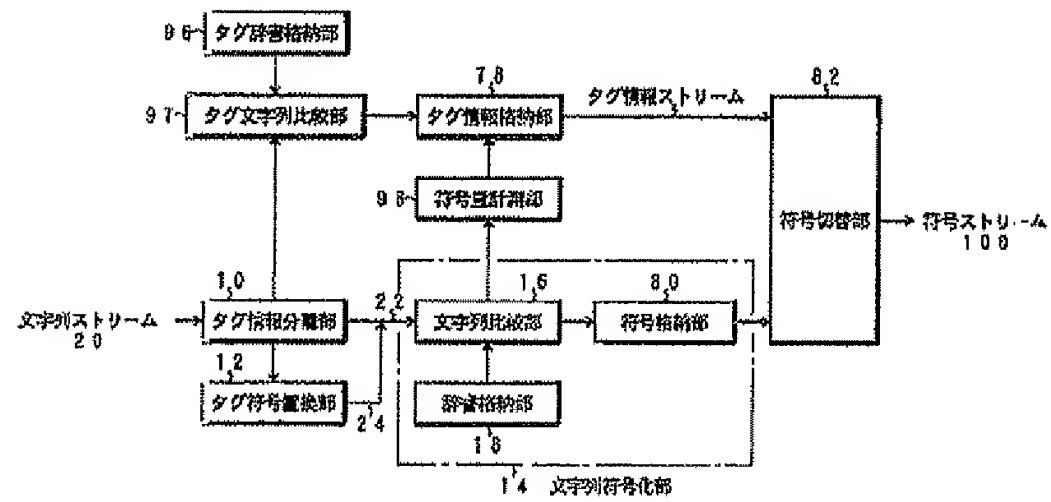 96 タグ辞書格納部
78
タグ情報ストリーム
82
97 タグ文字列比較部
タグ情報格納部
98 符号量計測部
符号切替部
符号ストリーム
100
10
22
16
80
文字列ストリーム
20
タグ情報分離部
文字列比較部
符号格納部
12
タグ符号置換部
24
辞書格納部
18
14 文字列符号化部